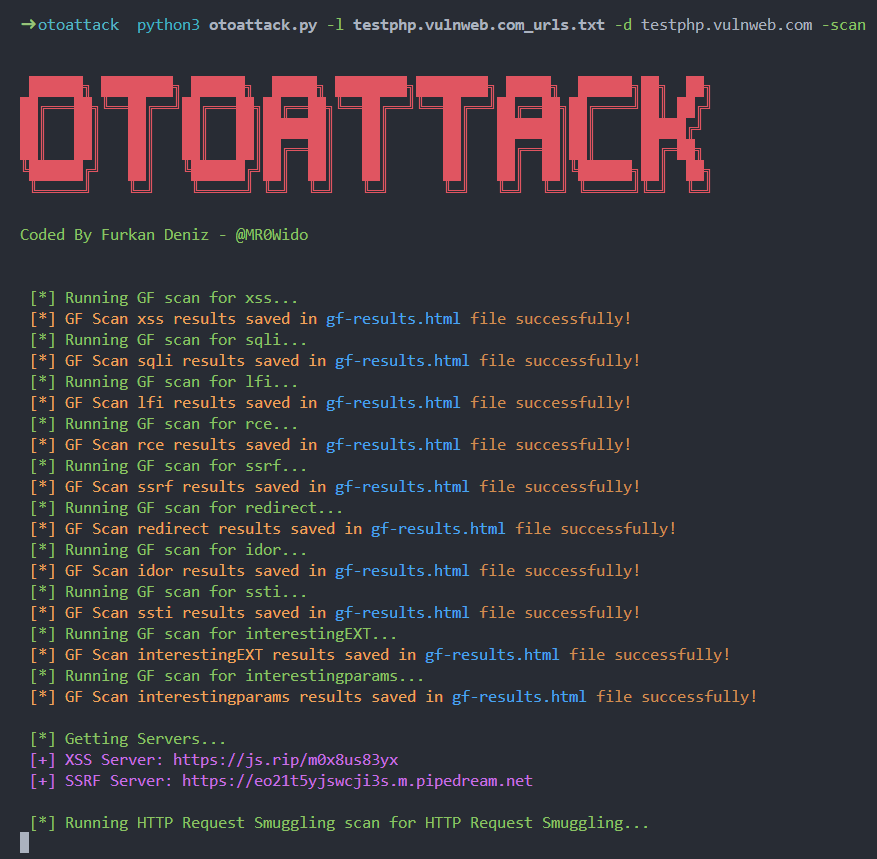 ➜otoattack python3 otoattack.py -l testphp.vulnweb.com_urls.txt -d testphp.vulnweb.com -scan
OTOATTACK
Coded By Furkan Deniz - @MR0Wido
[*] Running GF scan for xss...
[*] GF Scan xss results saved in gf-results.html file successfully!
[*] Running GF scan for sqli...
[*] GF Scan sqli results saved in gf-results.html file successfully!
[*] Running GF scan for lfi...
[*] GF Scan lfi results saved in gf-results.html file successfully!
[*] Running GF scan for rce...
[*] GF Scan rce results saved in gf-results.html file successfully!
[*] Running GF scan for ssrf...
[*] GF Scan ssrf results saved in gf-results.html file successfully!
[*] Running GF scan for redirect...
[*] GF Scan redirect results saved in gf-results.html file successfully!
[*] Running GF scan for idor...
[*] GF Scan idor results saved in gf-results.html file successfully!
[*] Running GF scan for ssti...
[*] GF Scan ssti results saved in gf-results.html file successfully!
[*] Running GF scan for interestingEXT...
[*] GF Scan interestingEXT results saved in gf-results.html file successfully!
[*] Running GF scan for interestingparams...
[*] GF Scan interestingparams results saved in gf-results.html file successfully!
[*] Getting Servers...
[+] XSS Server: https://js.rip/m0x8us83yx
[+] SSRF Server: https://eo21t5yjswcji3s.m.pipedream.net
[*] Running HTTP Request Smuggling scan for HTTP Request Smuggling...